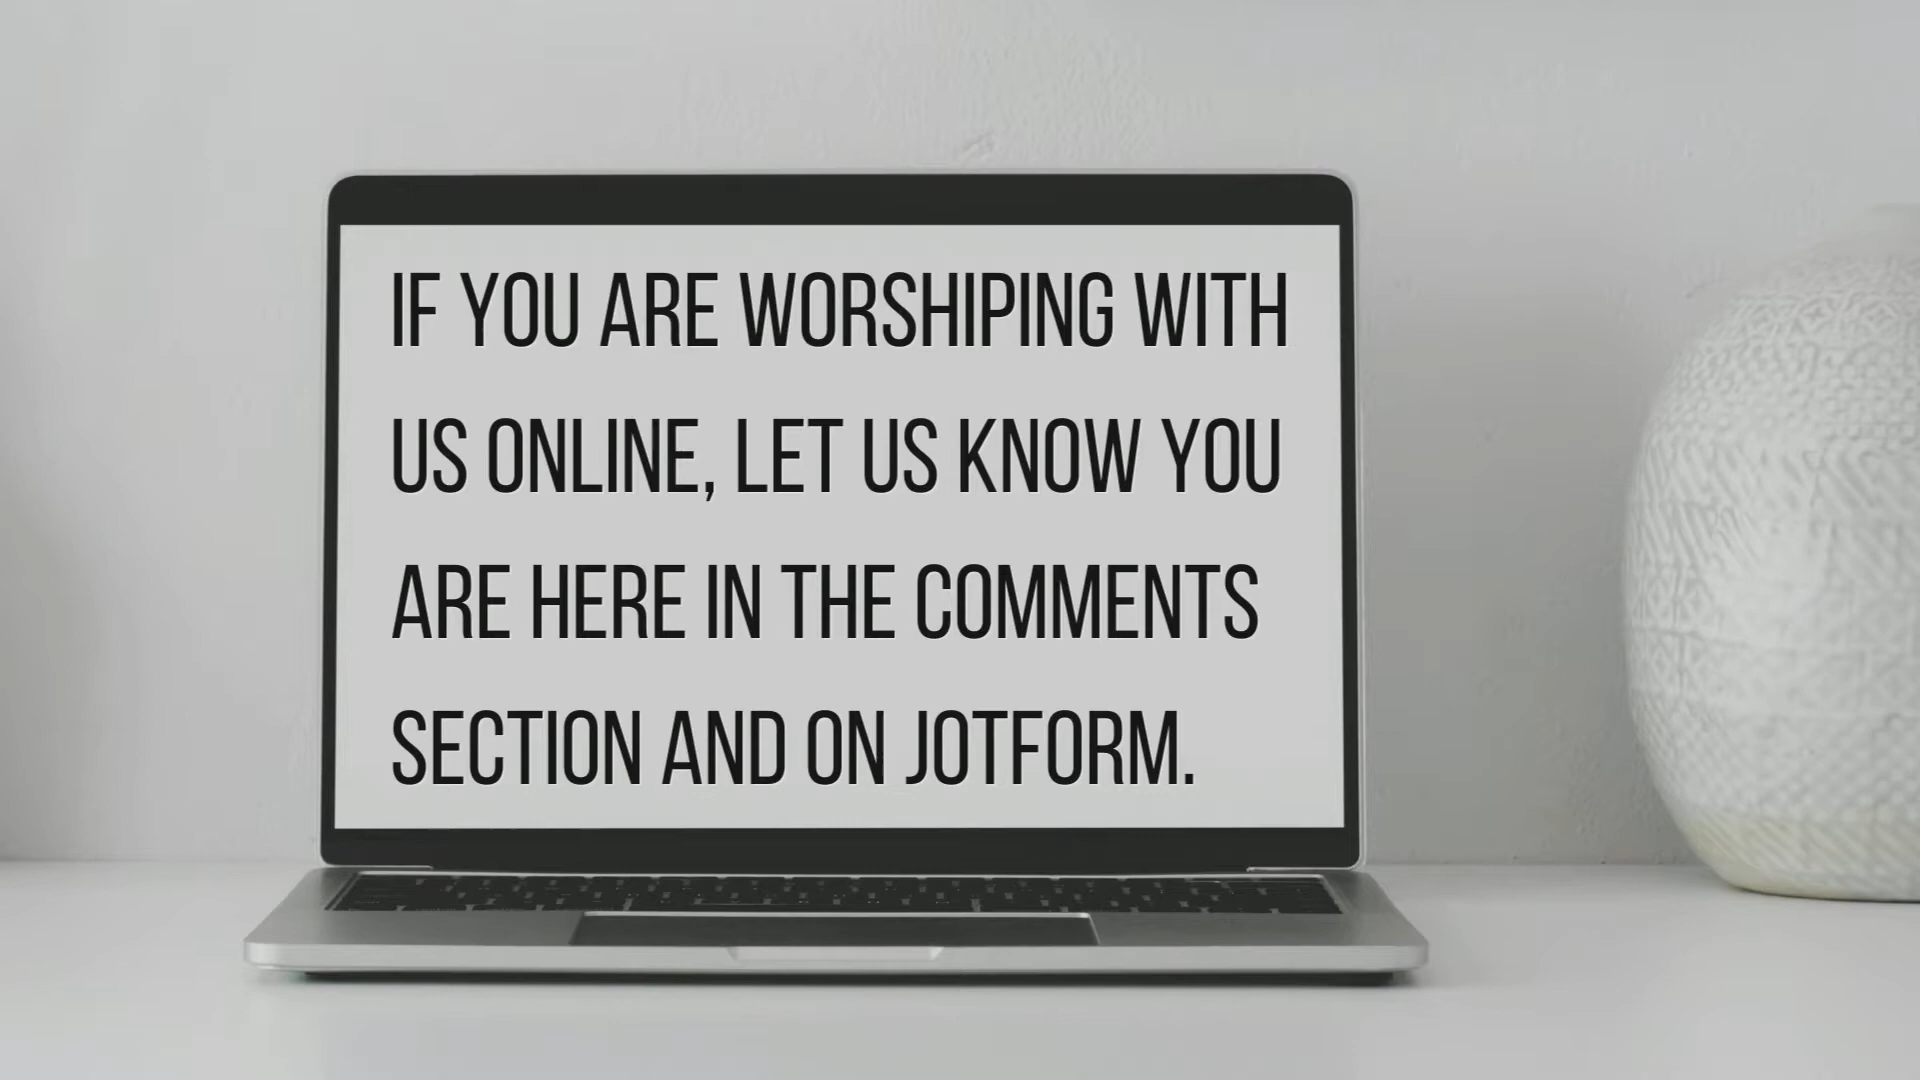 IF YOU ARE WORSHIPING WITH
US ONLINE, LET US KNOW YOU
ARE HERE IN THE COMMENTS
SECTION AND ON JOTFORM.